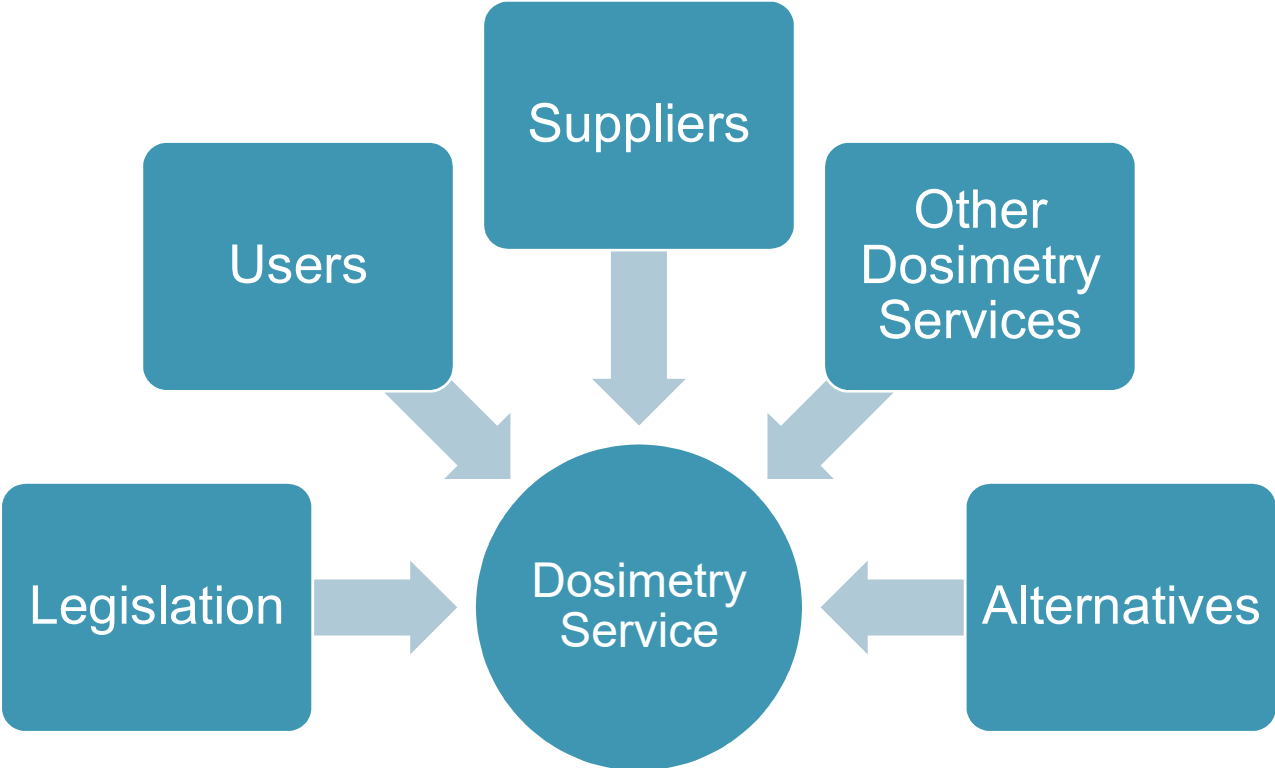 Suppliers
Users
Other
Dosimetry
Services
Legislation
Dosimetry
Service
Alternatives